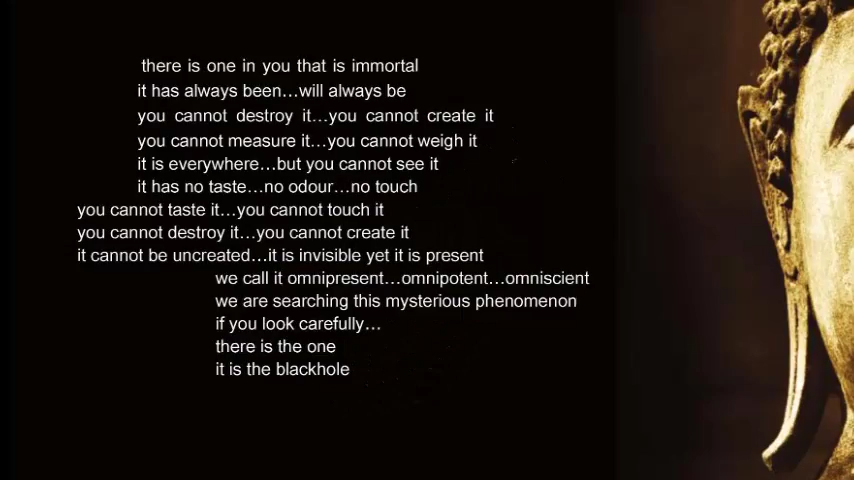 there is one in you that is immortal
it has always been...will always be
you cannot destroy it...you cannot create it
you cannot measure it...you cannot weigh it
it is everywhere...but you cannot see it
it has no taste...no odour...no touch
you cannot taste it...you cannot touch it
you cannot destroy it...you cannot create it
it cannot be uncreated...it is invisible yet it is present
we call it omnipresent...omnipotent...omniscient
we are searching this mysterious phenomenon
if you look carefully...
there is the one
it is the blackhole